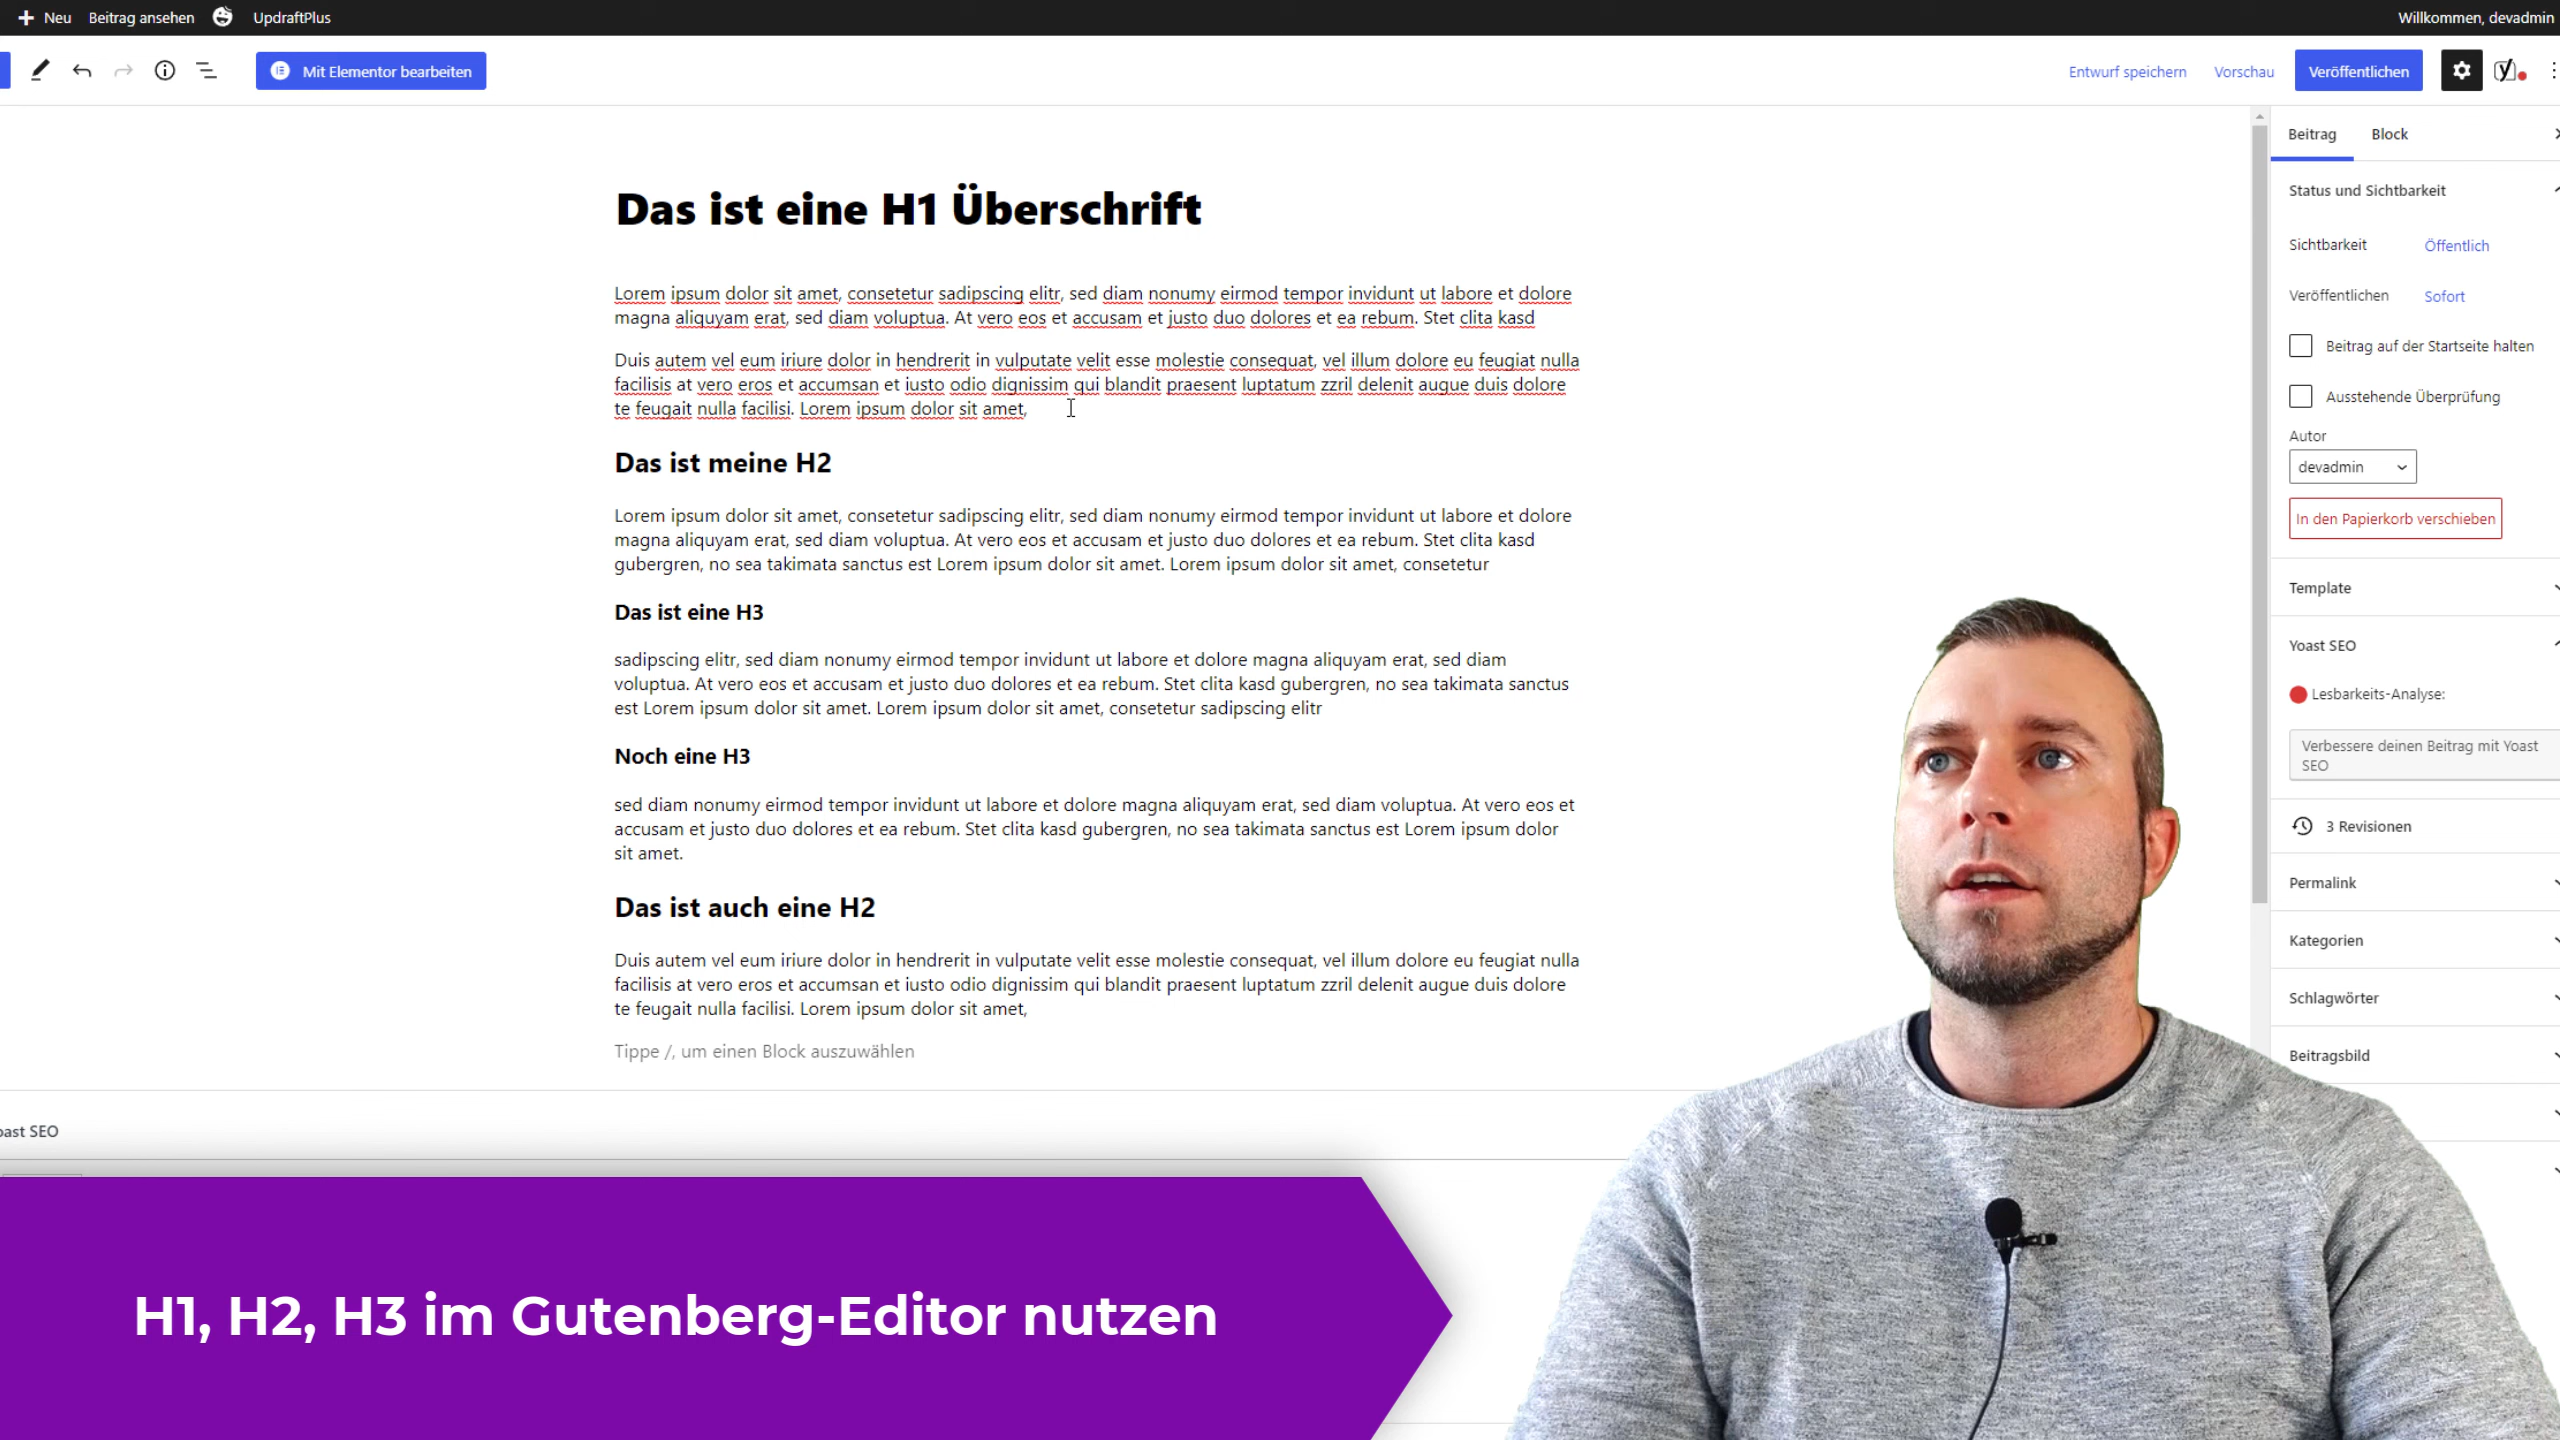 Neu Beitrag ansehen UpdraftPlus Willkommen, devadmin
Mit Elementor bearbeiten Entwurf speichern Vorschau Veröffentlichen
Beitrag Block
Das ist eine H1 Überschrift
Lorem ipsum dolor sit amet, consetetur sadipscing elitr, sed diam nonumy eirmod tempor invidunt ut labore et dolore
magna aliquyam erat, sed diam voluptua. At vero eos et accusam et justo duo dolores et ea rebum. Stet clita kasd
Duis autem vel eum iriure dolor in hendrerit in vulputate velit esse molestie consequat, vel illum dolore eu feugiat nulla
facilisis at vero eros et accumsan et iusto odio dignissim qui blandit praesent luptatum zzril delenit augue duis dolore
te feugait nulla facilisi. Lorem ipsum dolor sit amet,
Das ist meine H2
Lorem ipsum dolor sit amet, consetetur sadipscing elitr, sed diam nonumy eirmod tempor invidunt ut labore et dolore
magna aliquyam erat, sed diam voluptua. At vero eos et accusam et justo duo dolores et ea rebum. Stet clita kasd
gubergren, no sea takimata sanctus est Lorem ipsum dolor sit amet. Lorem ipsum dolor sit amet, consetetur
Das ist eine H3
sadipscing elitr, sed diam nonumy eirmod tempor invidunt ut labore et dolore magna aliquyam erat, sed diam
voluptua. At vero eos et accusam et justo duo dolores et ea rebum. Stet clita kasd gubergren, no sea takimata sanctus
est Lorem ipsum dolor sit amet. Lorem ipsum dolor sit amet, consetetur sadipscing elitr
Noch eine H3
sed diam nonumy eirmod tempor invidunt ut labore et dolore magna aliquyam erat, sed diam voluptua. At vero eos et
accusam et justo duo dolores et ea rebum. Stet clita kasd gubergren, no sea takimata sanctus est Lorem ipsum dolor
sit amet.
Das ist auch eine H2
Duis autem vel eum iriure dolor in hendrerit in vulputate velit esse molestie consequat, vel illum dolore eu feugiat nulla
facilisis at vero eros et accumsan et iusto odio dignissim qui blandit praesent luptatum zzril delenit augue duis dolore
te feugait nulla facilisi. Lorem ipsum dolor sit amet,
Tippe /, um einen Block auszuwählen
Status und Sichtbarkeit
Sichtbarkeit Öffentlich
Veröffentlichen Sofort
Beitrag auf der Startseite halten
Ausstehende Überprüfung
Autor
devadmin
In den Papierkorb verschieben
Template
Yoast SEO
Lesbarkeits-Analyse:
Verbessere deinen Beitrag mit Yoast
SEO
3 Revisionen
Permalink
Kategorien
Schlagwörter
Beitragsbild
oast SEO
H1, H2, H3 im Gutenberg-Editor nutzen